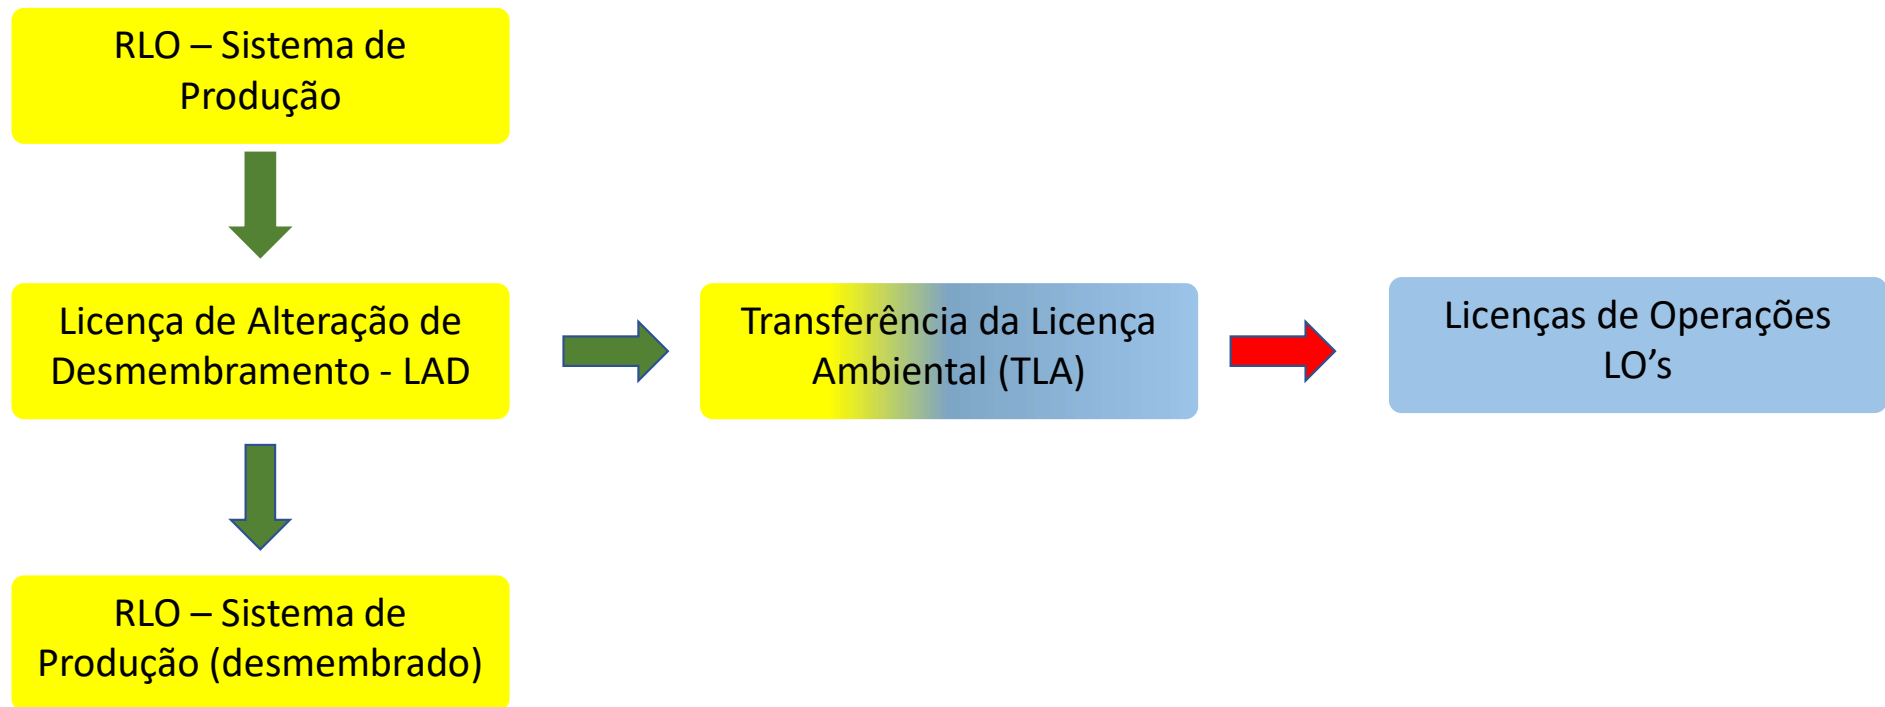 RLO – Sistema de
Produção
Licença de Alteração de
Desmembramento - LAD
Transferência da Licença
Ambiental (TLA)
Licenças de Operações
LO’s
RLO – Sistema de
Produção (desmembrado)